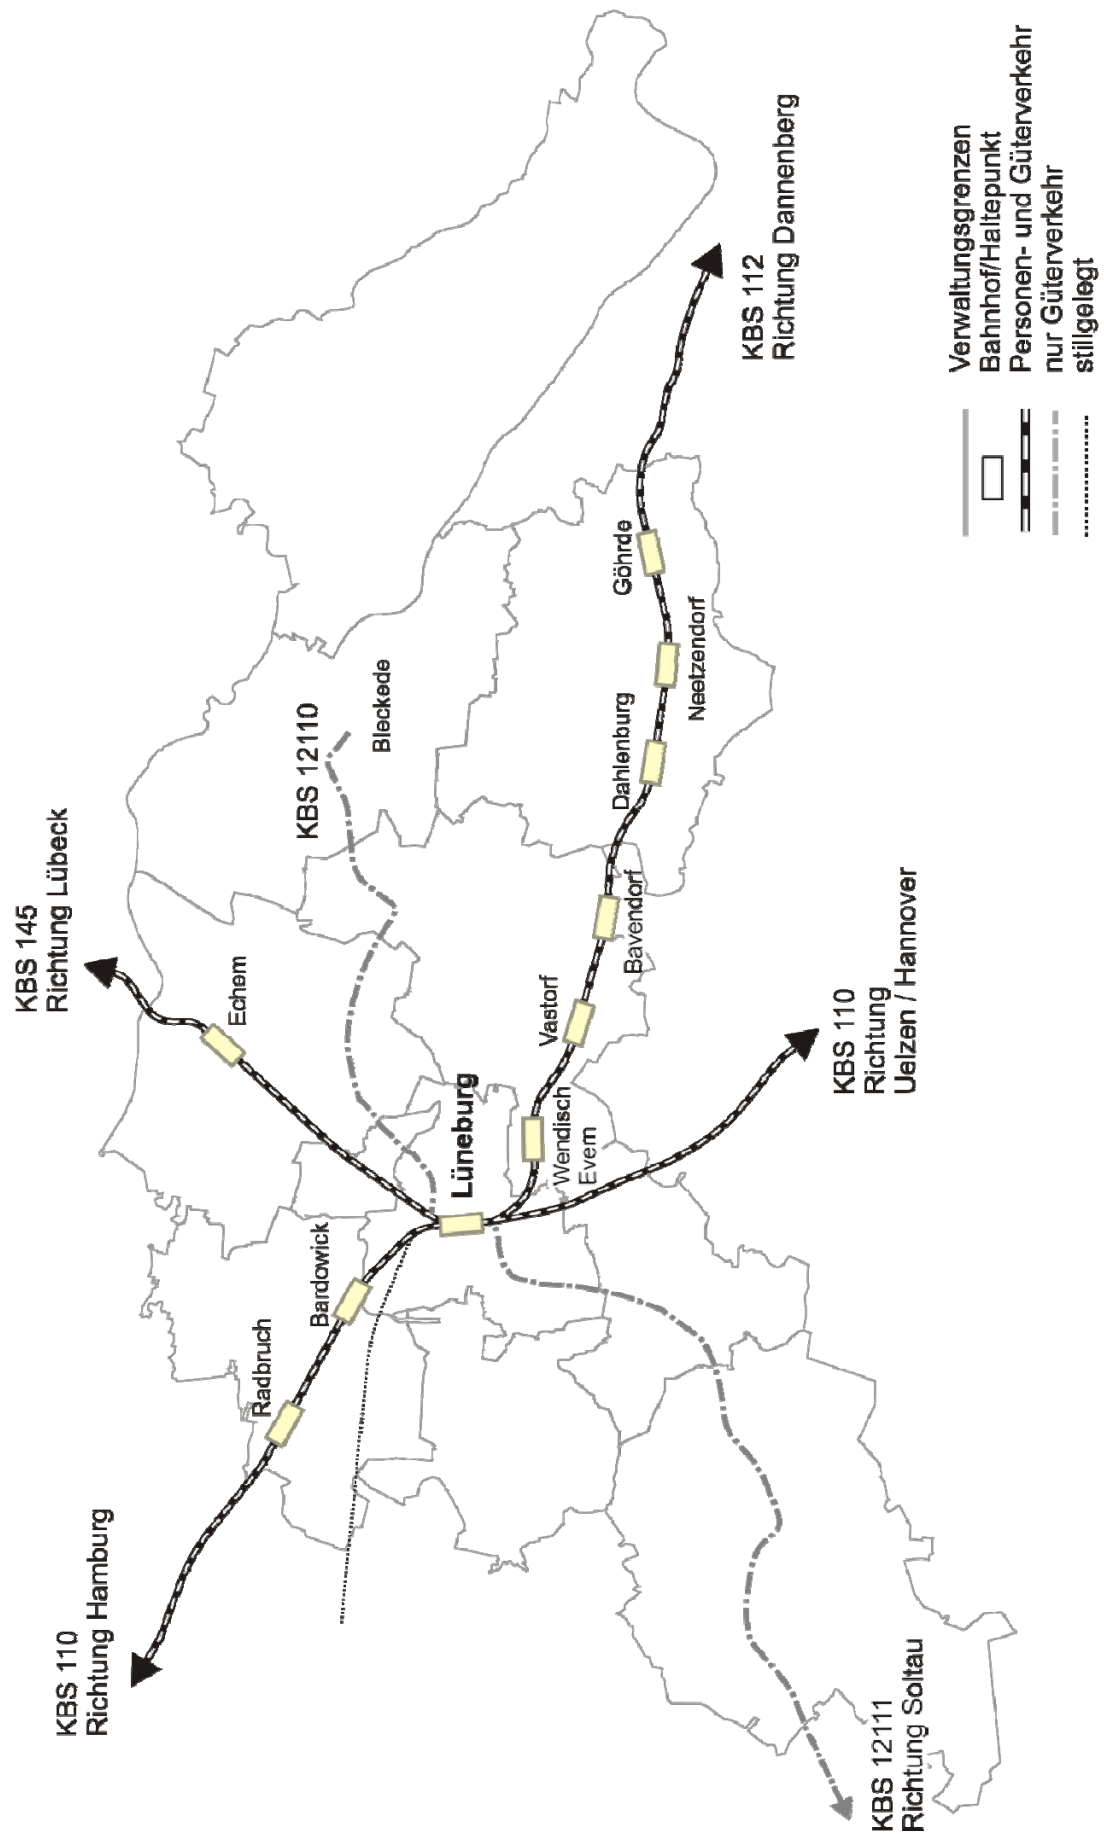 KBS 110
Richtung Hamburg
KBS 145
Richtung Lübeck
Radbruch
Bardowick
Echem
KBS 12110
Bleckede
Lüneburg
Wendisch
Evern
Vastorf
Bavendorf
Dahlenburg
Neetzendorf
Göhrde
KBS 112
Richtung Dannenberg
KBS 110
Richtung
Uelzen / Hannover
KBS 12111
Richtung Soltau
Verwaltungsgrenzen
Bahnhof/Haltepunkt
Personen- und Güterverkehr
nur Güterverkehr
stillgelegt